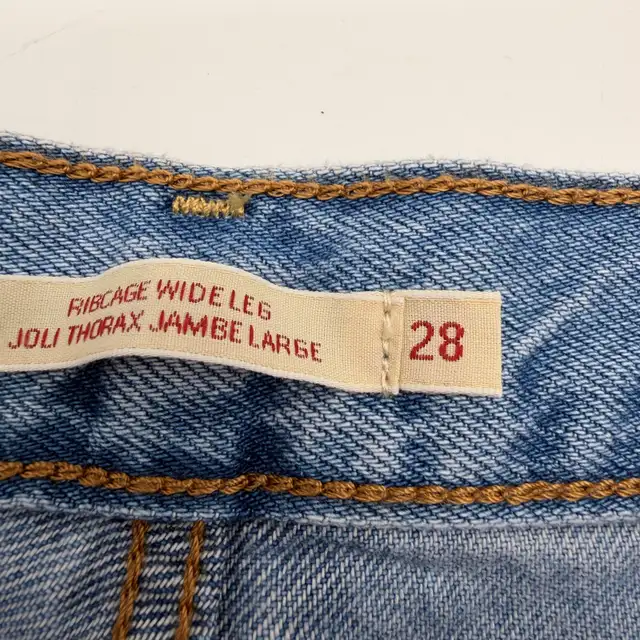 RIBCAGE WIDE LEG
JOLI THORAX JAMBE LARGE
28